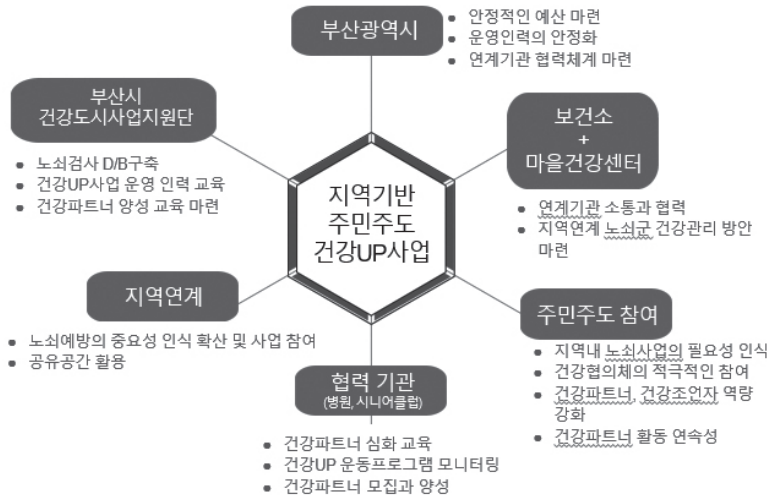 부산광역시
● 안정적인 예산 마련
● 운영인력의 안정화
● 연계기관 협력체계 마련
부산시
건강도시사업지원단
● 노쇠검사 D/B구축
● 건강UP사업 운영 인력 교육
● 건강파트너 양성 교육 마련
보건소
+
마을건강센터
● 연계기관 소통과 협력
● 지역연계 노쇠군 건강관리 방안
마련
지역기반
주민주도
건강UP사업
지역연계
● 노쇠예방의 중요성 인식 확산 및 사업 참여
● 공유공간 활용
주민주도 참여
● 지역내 노쇠사업의 필요성 인식
● 건강협의체의 적극적인 참여
● 건강파트너, 건강조언자 역량
강화
● 건강파트너 활동 연속성
협력 기관
(병원, 시니어클럽)
● 건강파트너 심화 교육
● 건강UP 운동프로그램 모니터링
● 건강파트너 모집과 양성